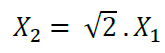 X₂ = √2 . X₁